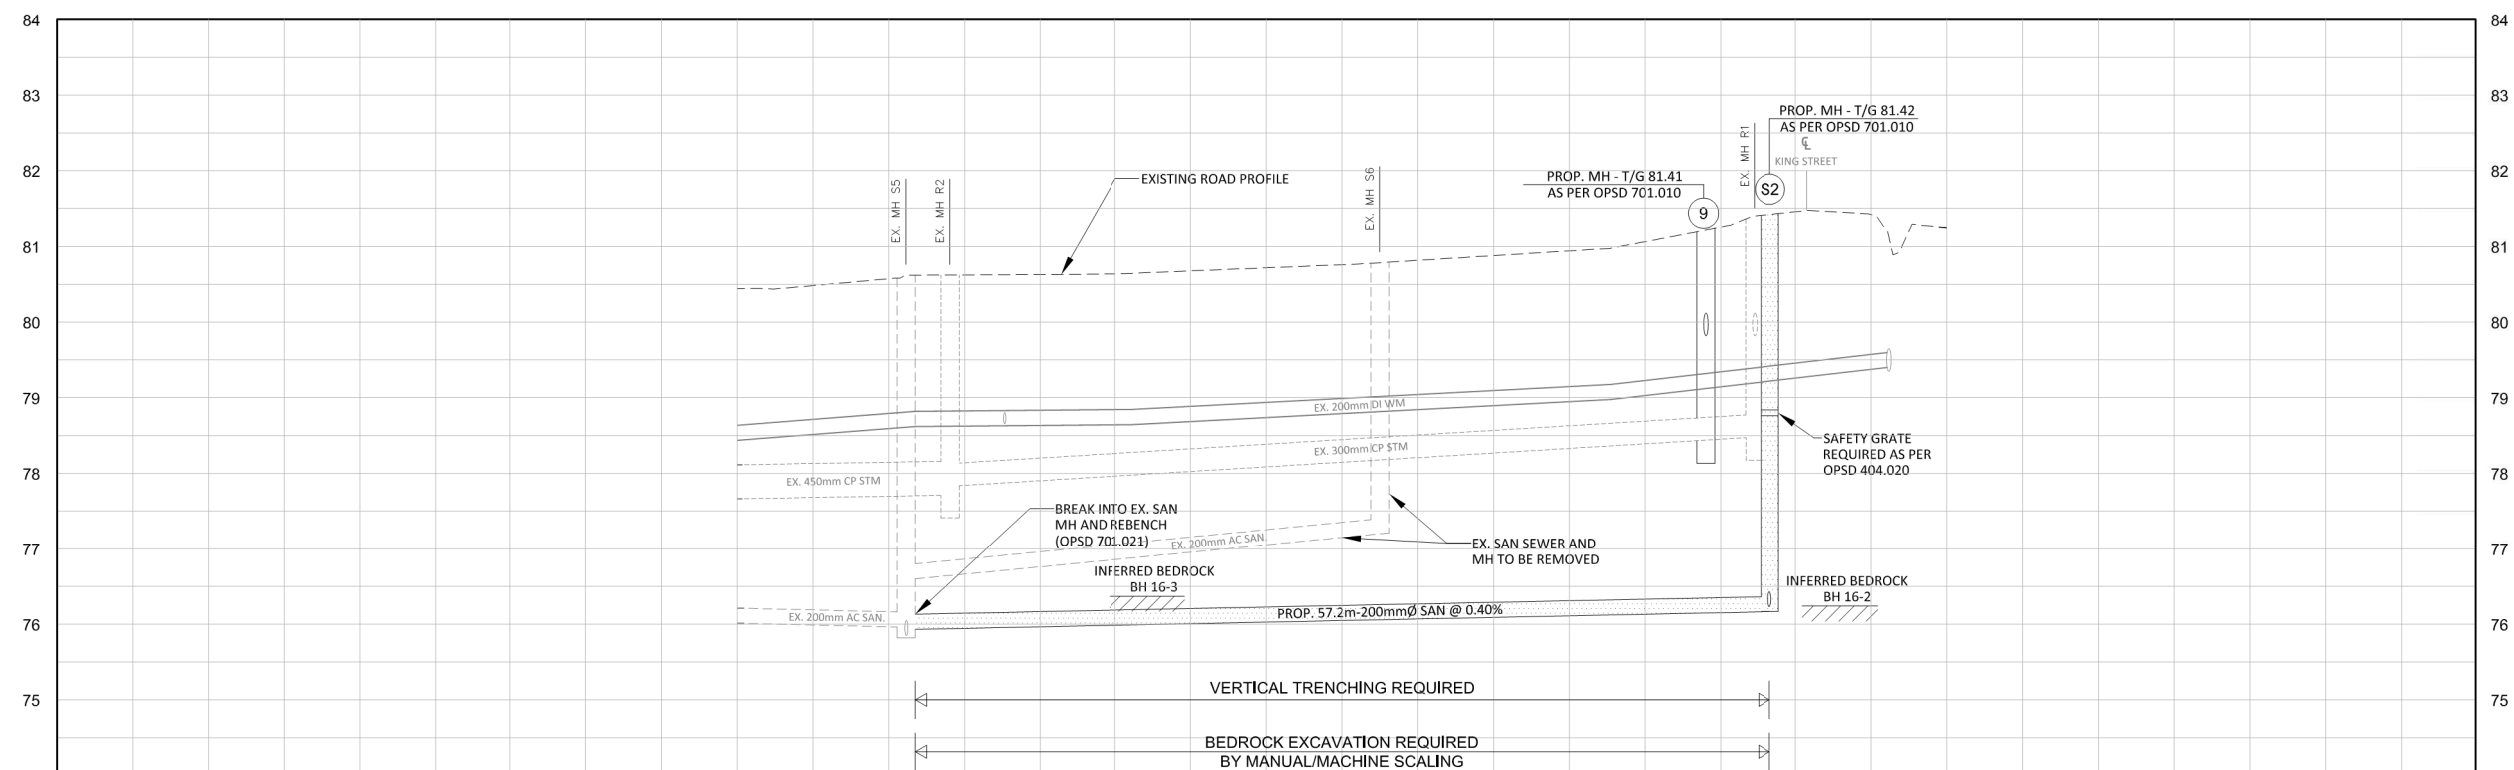 84
84
83
83
PROP. MH - T/G 81.42
AS PER OPSD 701.010
℄
KING STREET
EX. MH R1
S2
82
82
EX. MH S5
EX. MH R2
EXISTING ROAD PROFILE
EX. MH S6
PROP. MH - T/G 81.41
AS PER OPSD 701.010
9
81
81
80
80
79
79
EX. 200mm DI WM
SAFETY GRATE
REQUIRED AS PER
OPSD 404.020
EX. 300mm CP STM
78
78
EX. 450mm CP STM
BREAK INTO EX. SAN
MH AND REBENCH
(OPSD 701.021)
EX. 200mm AC SAN.
77
77
EX. SAN SEWER AND
MH TO BE REMOVED
INFERRED BEDROCK
BH 16-3
INFERRED BEDROCK
BH 16-2
PROP. 57.2m-200mmØ SAN @ 0.40%
EX. 200mm AC SAN.
76
76
VERTICAL TRENCHING REQUIRED
75
75
BEDROCK EXCAVATION REQUIRED
BY MANUAL/MACHINE SCALING